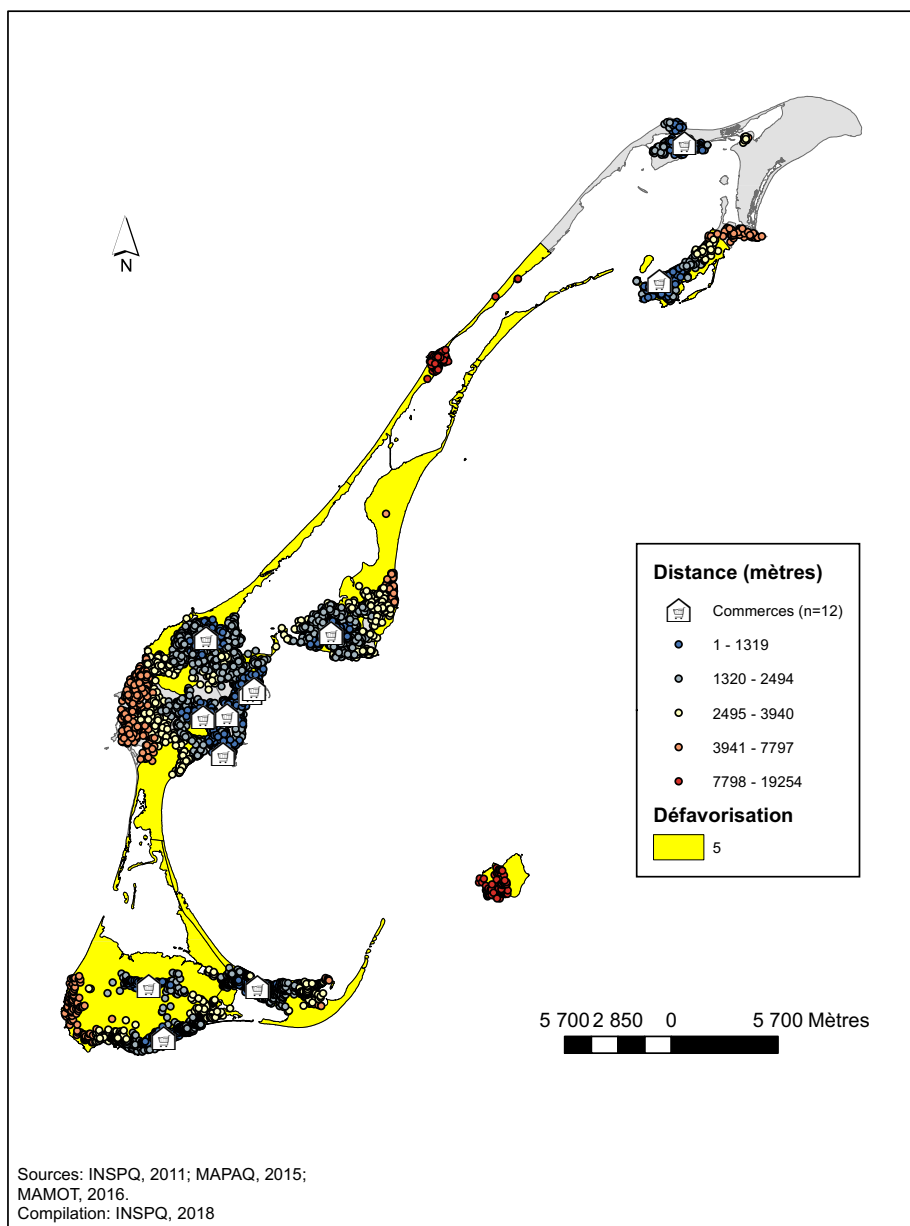 N
Distance (mètres)
Commerces (n=12)
1 - 1319
1320 - 2494
2495 - 3940
3941 - 7797
7798 - 19254
Défavorisation
5
5 700 2 850 0 5 700 Mètres
Sources: INSPQ, 2011; MAPAQ, 2015;
MAMOT, 2016.
Compilation: INSPQ, 2018